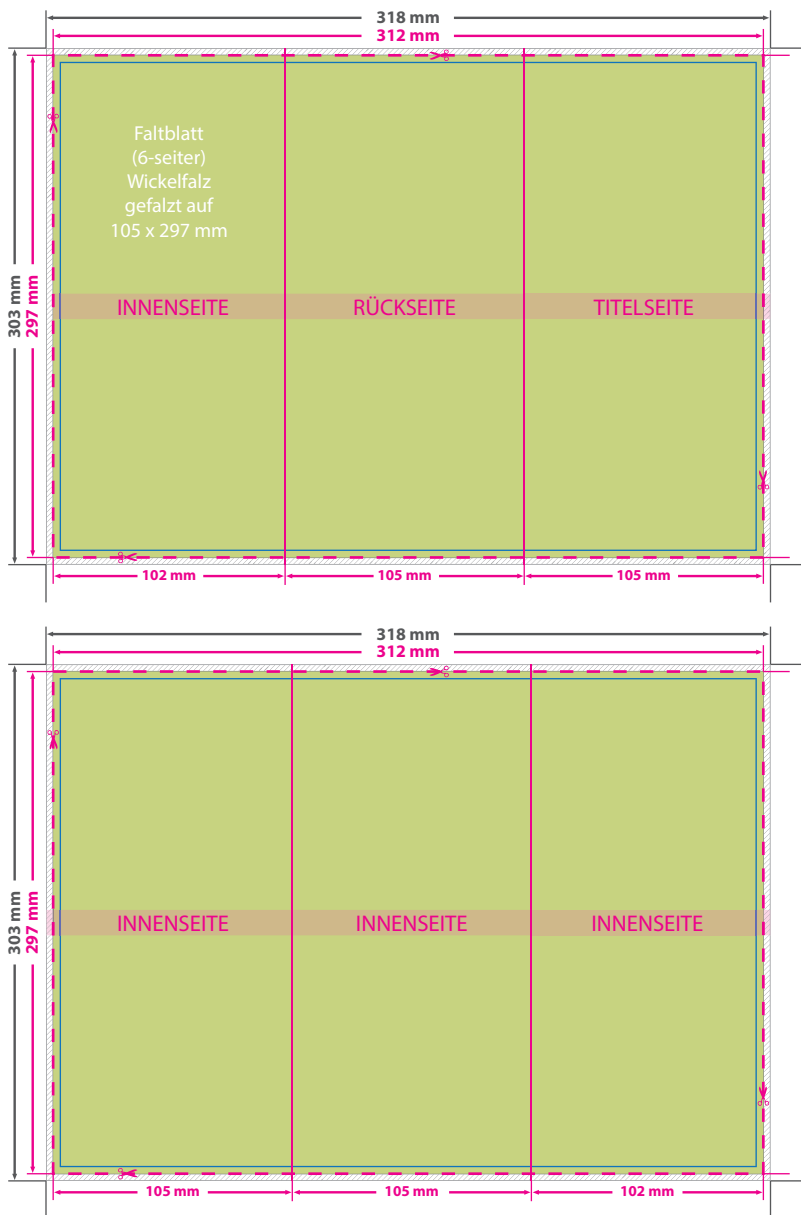 318 mm
312 mm
Faltblatt
(6-seiter)
Wickelfalz
gefalzt auf
105 x 297 mm
303 mm
297 mm
INNENSEITE
RÜCKSEITE
TITELSEITE
102 mm
105 mm
105 mm
318 mm
312 mm
303 mm
297 mm
INNENSEITE
INNENSEITE
INNENSEITE
105 mm
105 mm
102 mm